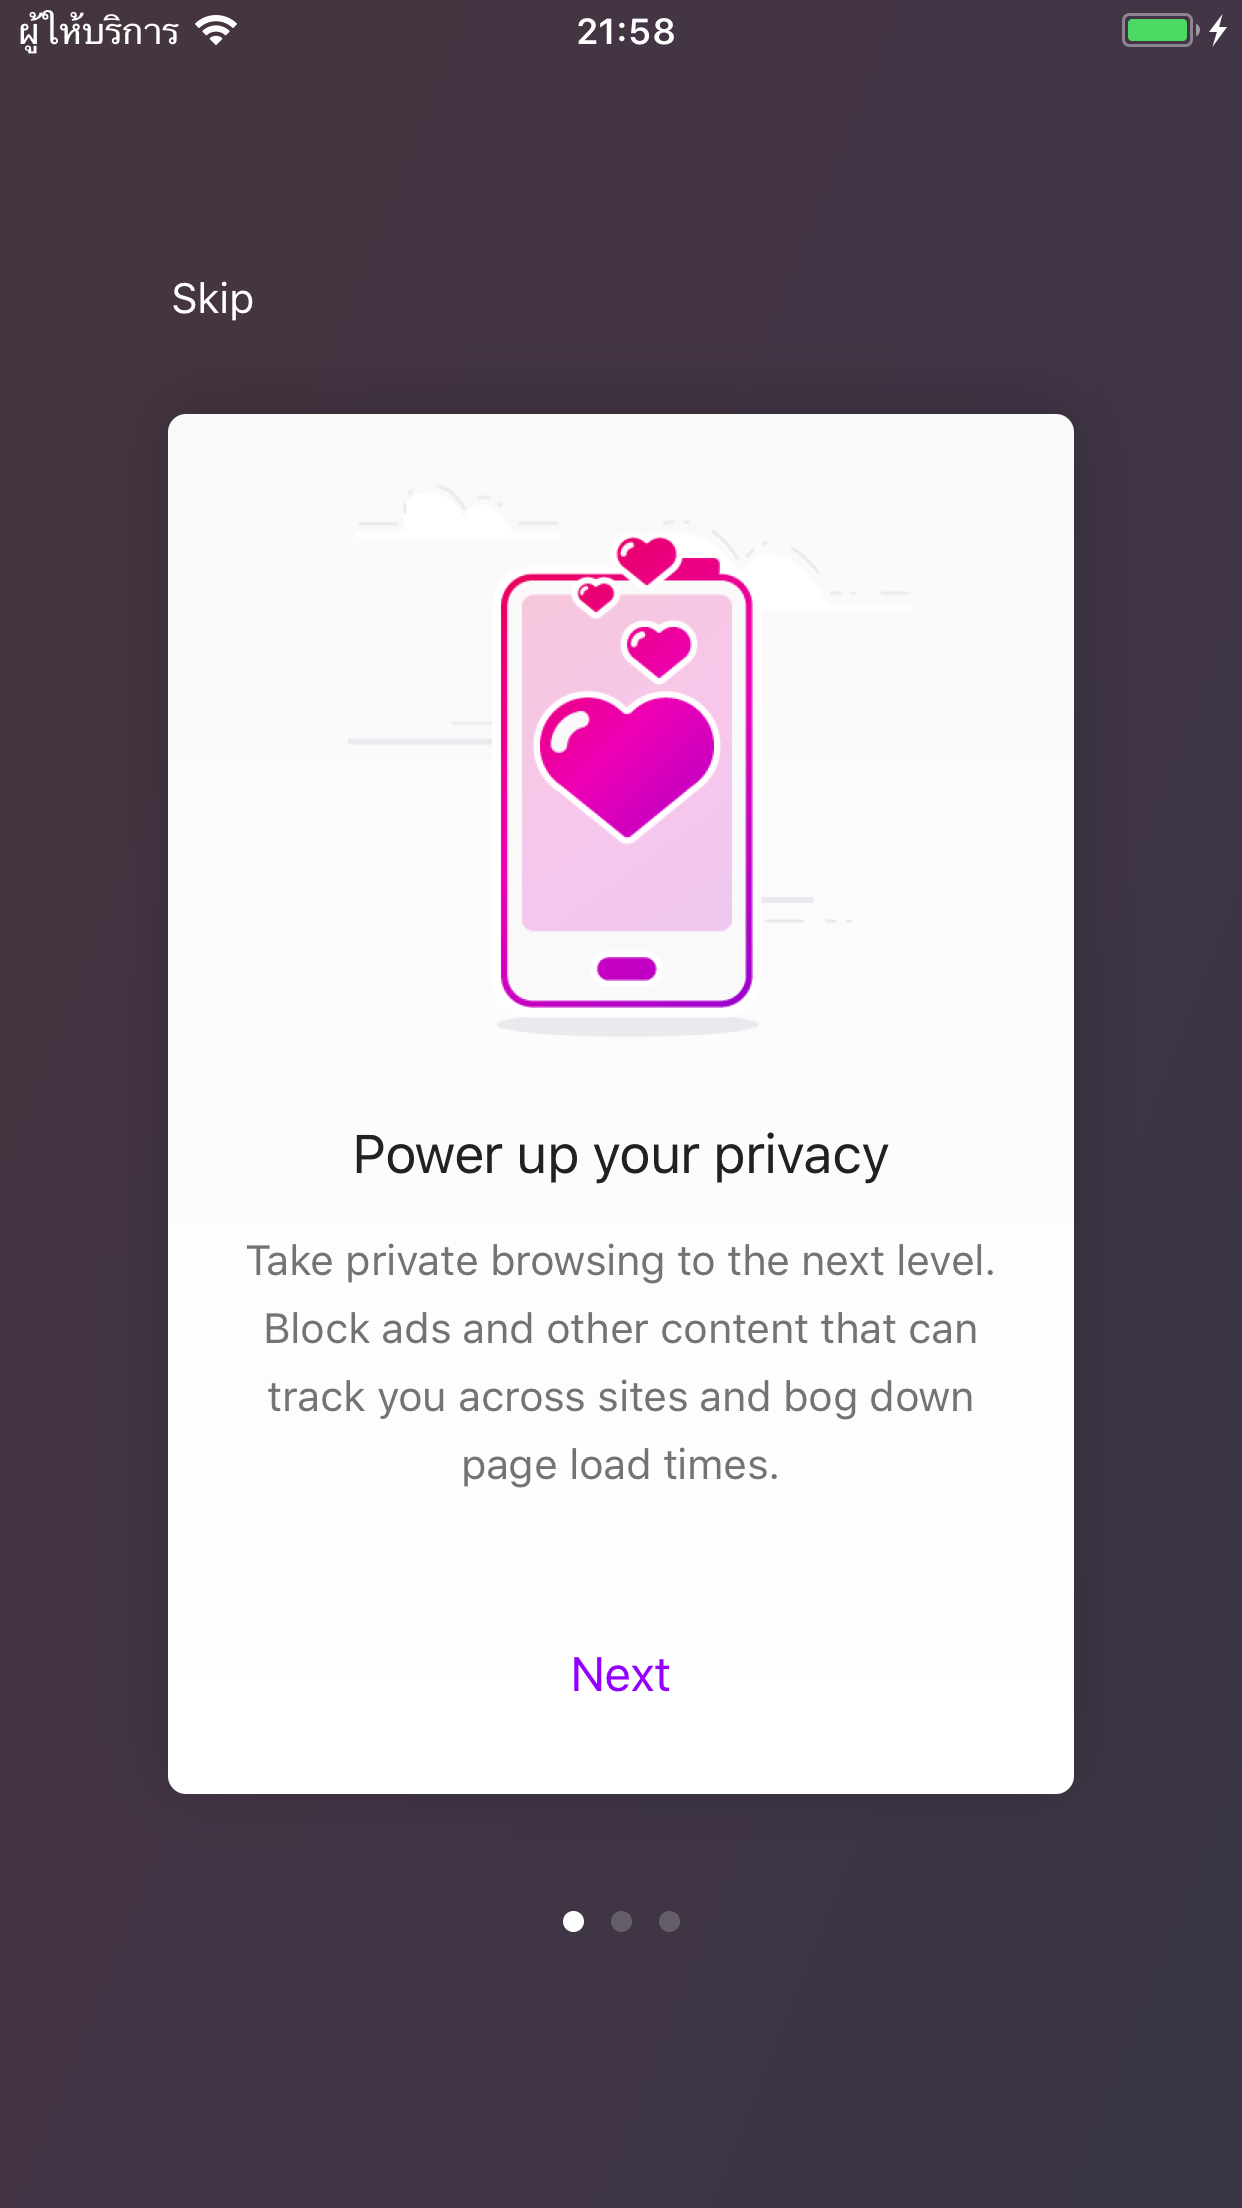 ผู้ให้บริการ 21:58
Skip
Power up your privacy
Take private browsing to the next level.
Block ads and other content that can
track you across sites and bog down
page load times.
Next